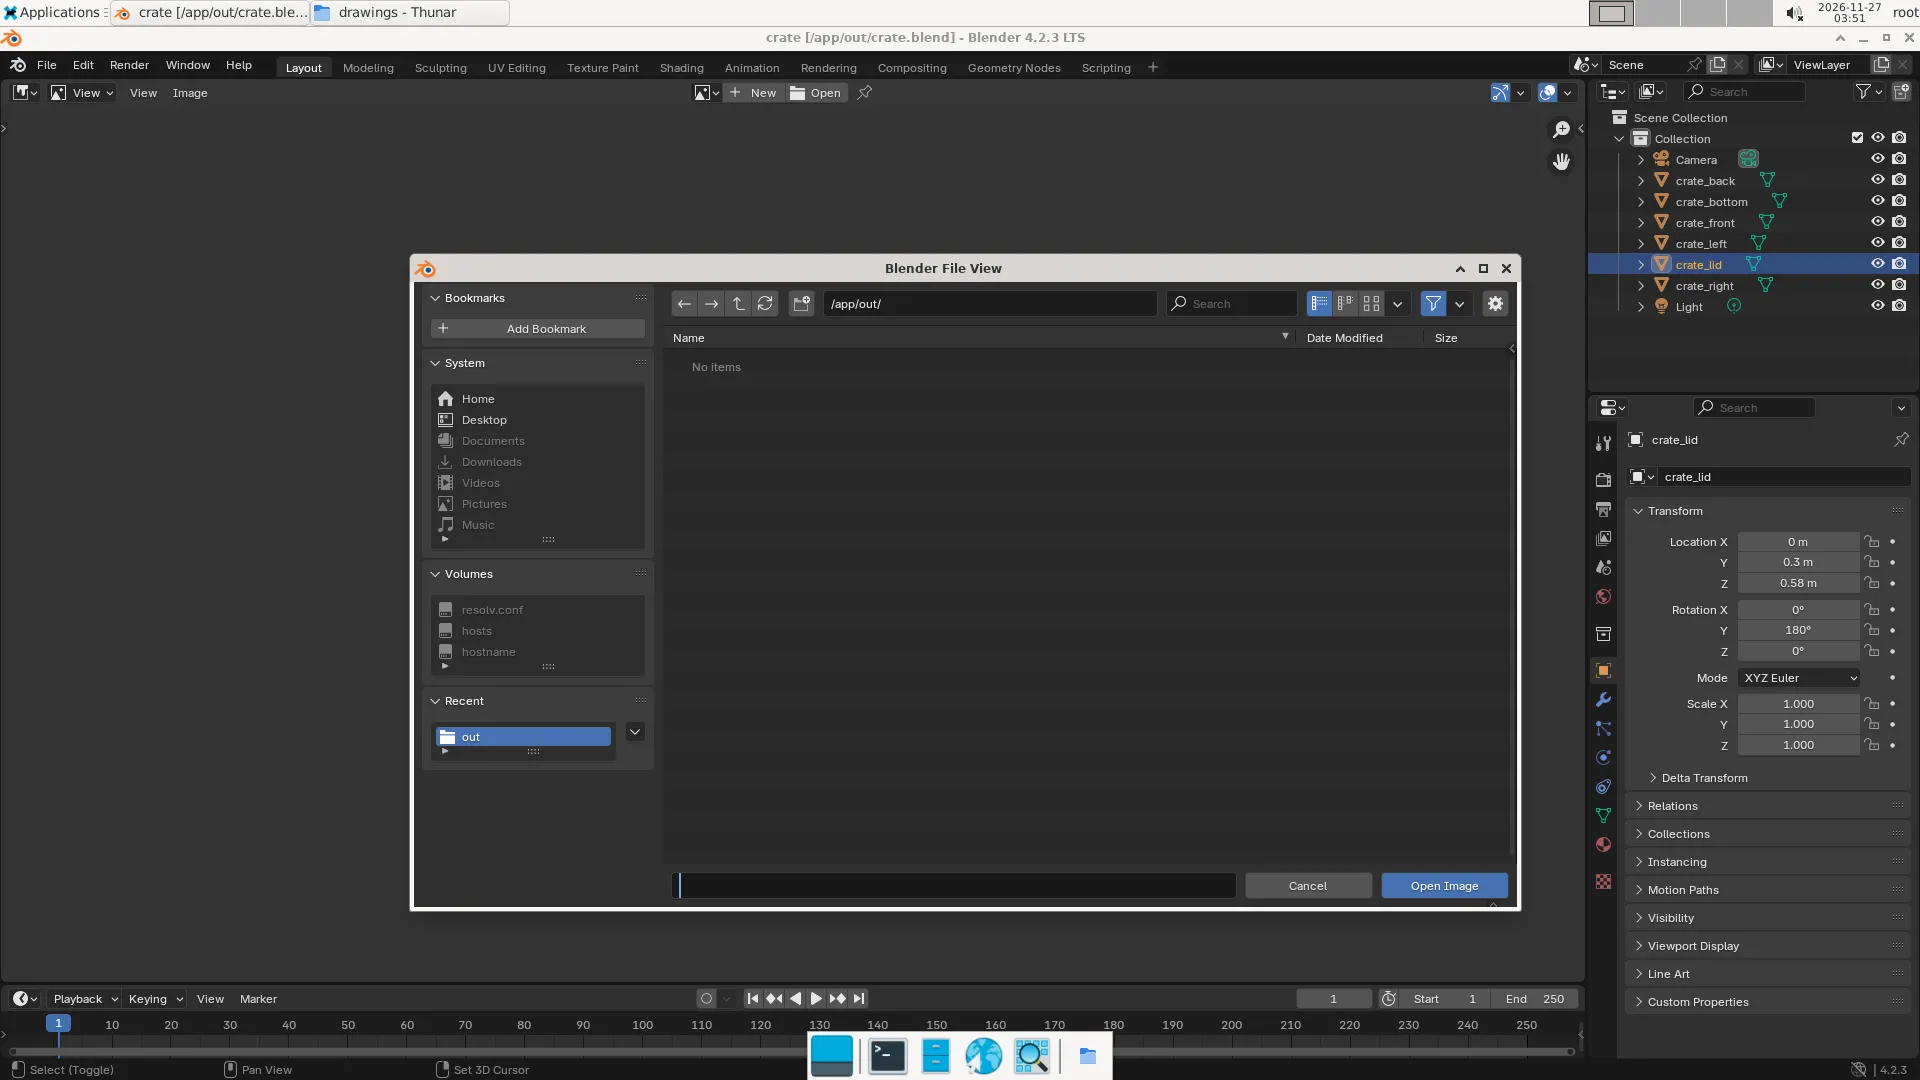 Applications
crate [/app/out/crate.ble...
drawings - Thunar
2026-11-27
03:51
root
crate [/app/out/crate.blend] - Blender 4.2.3 LTS
File Edit Render Window Help
Layout Modeling Sculpting UV Editing Texture Paint Shading Animation Rendering Compositing Geometry Nodes Scripting
Scene
ViewLayer
View View Image
New Open
Search
Scene Collection
Collection
Camera
crate_back
crate_bottom
crate_front
crate_left
crate_lid
crate_right
Light
Blender File View
Bookmarks
Add Bookmark
System
Home
Desktop
Documents
Downloads
Videos
Pictures
Music
Volumes
resolv.conf
hosts
hostname
Recent
out
/app/out/
Search
Name Date Modified Size
No items
Cancel Open Image
Search
crate_lid
crate_lid
Transform
Location X 0 m
Y 0.3 m
Z 0.58 m
Rotation X 0°
Y 180°
Z 0°
Mode XYZ Euler
Scale X 1.000
Y 1.000
Z 1.000
Delta Transform
Relations
Collections
Instancing
Motion Paths
Visibility
Viewport Display
Line Art
Custom Properties
Playback Keying View Marker
1 Start 1 End 250
1 10 20 30 40 50 60 70 80 90 100 110 120 130 140 150 160 170 180 190 200 210 220 230 240 250
Select (Toggle) Pan View Set 3D Cursor
4.2.3